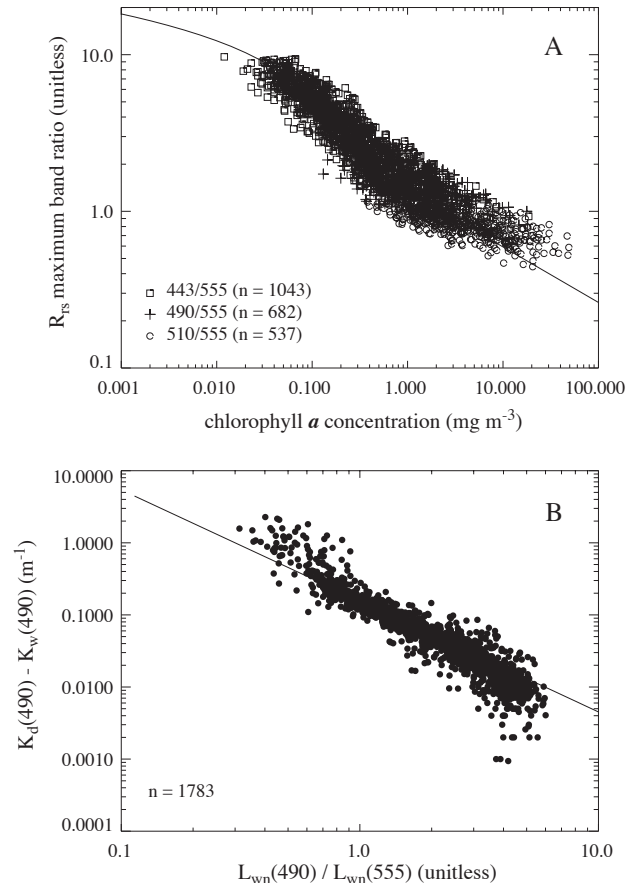 A
R_rs maximum band ratio (unitless)
10.0
1.0
0.1
443/555 (n = 1043)
490/555 (n = 682)
510/555 (n = 537)
0.001 0.010 0.100 1.000 10.000 100.000
chlorophyll a concentration (mg m⁻³)
B
K_d(490) - K_w(490) (m⁻¹)
10.0000
1.0000
0.1000
0.0100
0.0010
0.0001
n = 1783
0.1 1.0 10.0
L_wn(490) / L_wn(555) (unitless)